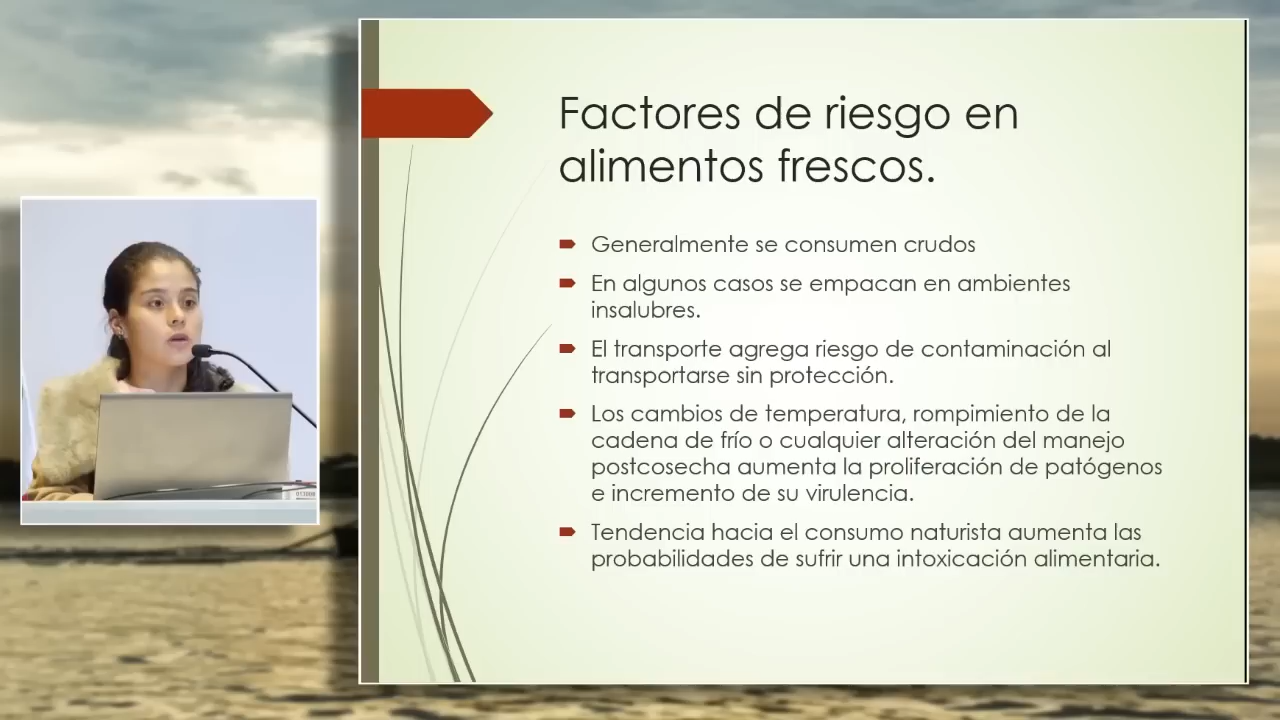 Factores de riesgo en
alimentos frescos.
Generalmente se consumen crudos
En algunos casos se empacan en ambientes
insalubres.
El transporte agrega riesgo de contaminación al
transportarse sin protección.
Los cambios de temperatura, rompimiento de la
cadena de frío o cualquier alteración del manejo
postcosecha aumenta la proliferación de patógenos
e incremento de su virulencia.
Tendencia hacia el consumo naturista aumenta las
probabilidades de sufrir una intoxicación alimentaria.